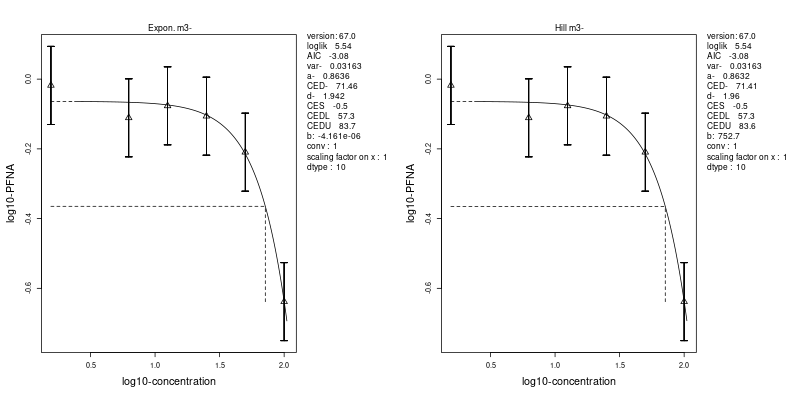 Expon. m3-
version: 67.0
loglik 5.54
AIC -3.08
var- 0.03163
a- 0.8636
CED- 71.46
d- 1.942
CES -0.5
CEDL 57.3
CEDU 83.7
b: -4.161e-06
conv : 1
scaling factor on x : 1
dtype : 10
log10-PFNA
0.0
-0.2
-0.4
-0.6
0.5 1.0 1.5 2.0
log10-concentration
Hill m3-
version: 67.0
loglik 5.54
AIC -3.08
var- 0.03163
a- 0.8632
CED- 71.41
d- 1.96
CES -0.5
CEDL 57.3
CEDU 83.6
b: 752.7
conv : 1
scaling factor on x : 1
dtype : 10
log10-PFNA
0.0
-0.2
-0.4
-0.6
0.5 1.0 1.5 2.0
log10-concentration